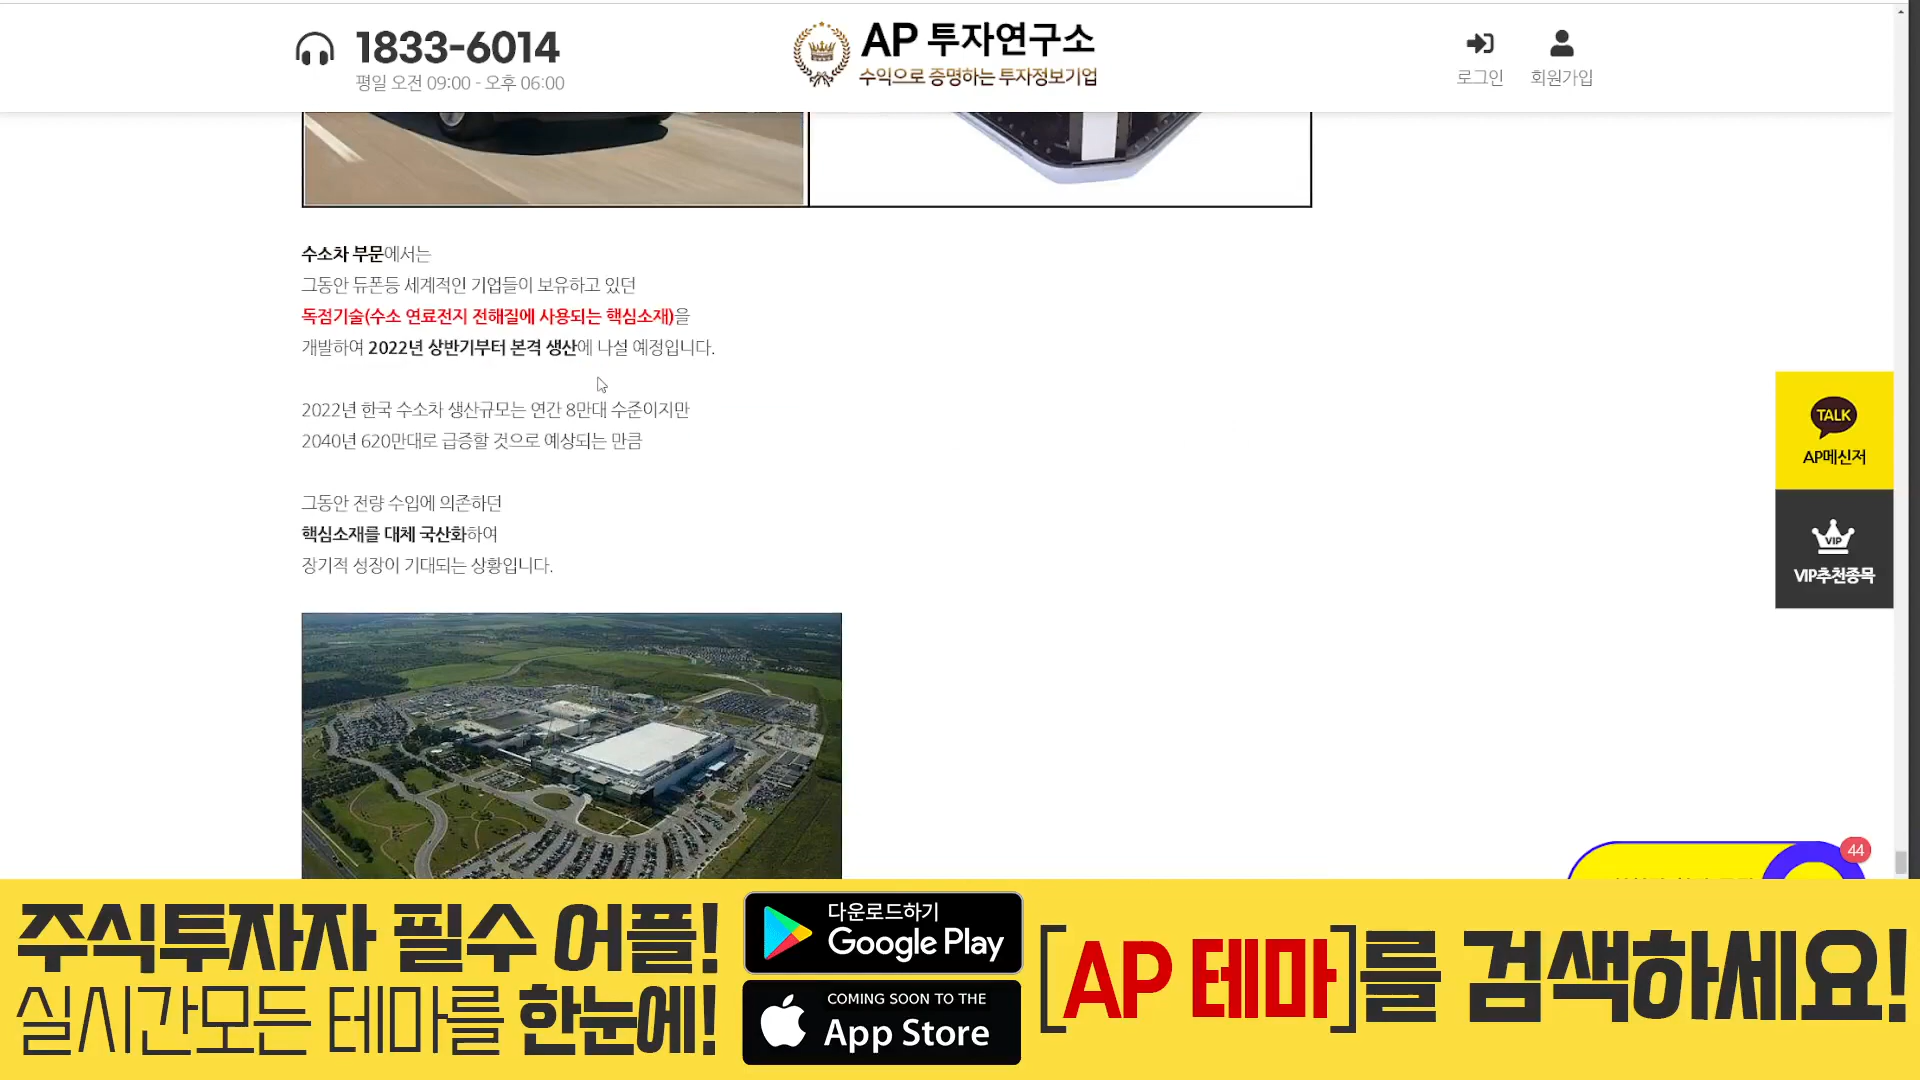 1833-6014
평일 오전 09:00 - 오후 06:00
AP 투자연구소
수익으로 증명하는 투자정보기업
로그인
회원가입
수소차 부문에서는
그동안 듀폰등 세계적인 기업들이 보유하고 있던
독점기술(수소 연료전지 전해질에 사용되는 핵심소재)을
개발하여 2022년 상반기부터 본격 생산에 나설 예정입니다.
2022년 한국 수소차 생산규모는 연간 8만대 수준이지만
2040년 620만대로 급증할 것으로 예상되는 만큼
그동안 전량 수입에 의존하던
핵심소재를 대체 국산화하여
장기적 성장이 기대되는 상황입니다.
TALK
AP메신저
VIP
VIP추천종목
44
주식투자자 필수 어플!
실시간모든 테마를 한눈에!
다운로드하기
Google Play
COMING SOON TO THE
App Store
[AP 테마]를 검색하세요!